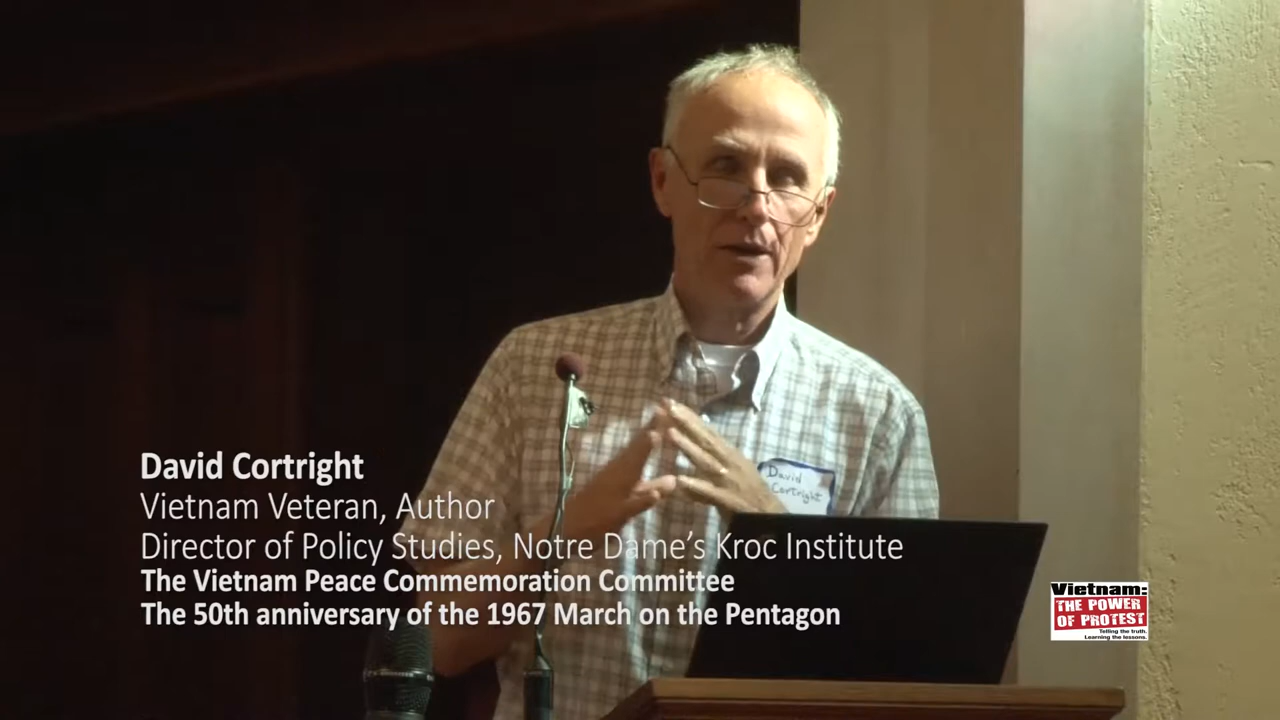 David
Cortright
David Cortright
Vietnam Veteran, Author
Director of Policy Studies, Notre Dame’s Kroc Institute
The Vietnam Peace Commemoration Committee
The 50th anniversary of the 1967 March on the Pentagon
Vietnam:
THE POWER
OF PROTEST
Telling the truth.
Learning the lessons.